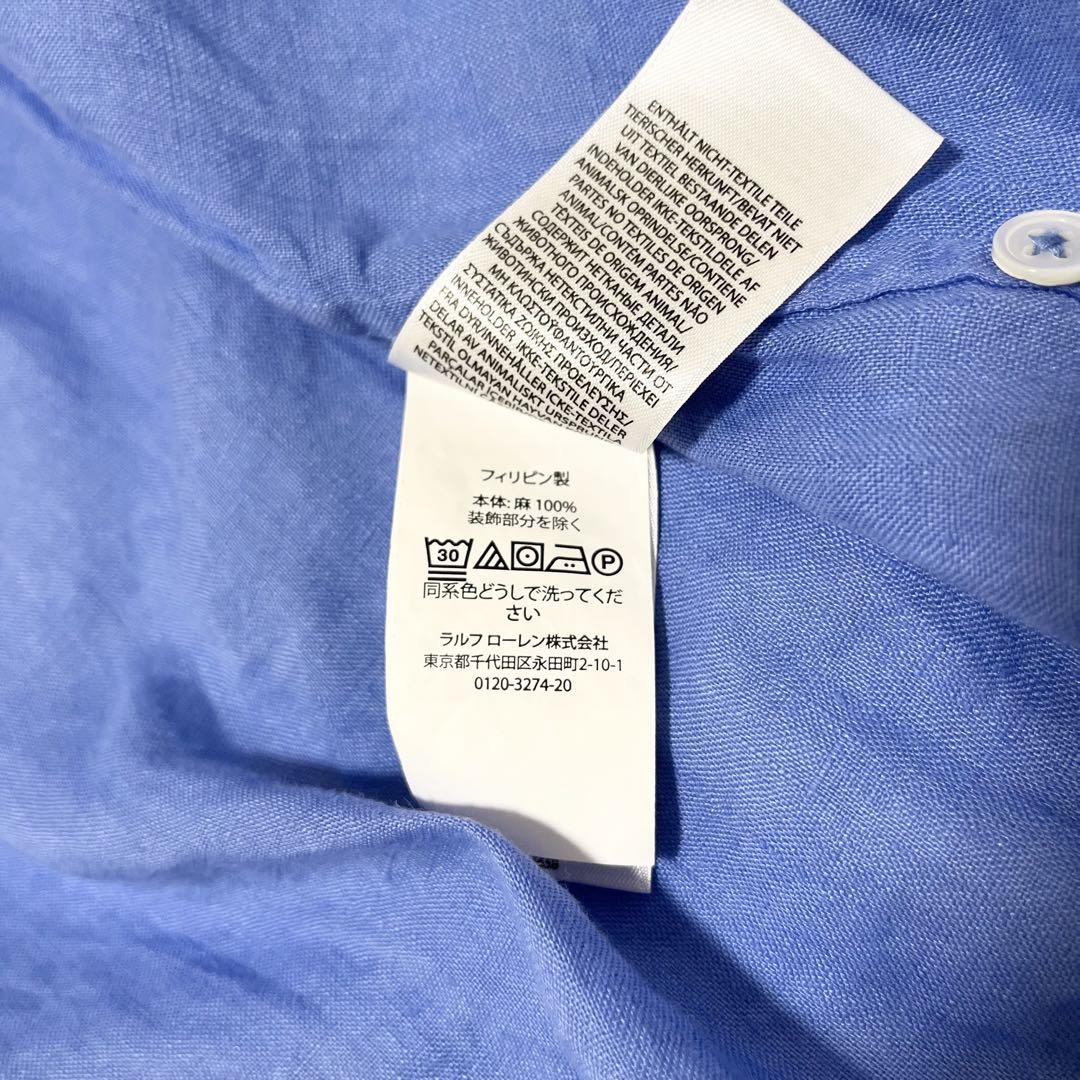 ENTHÄLT NICHT-TEXTILE TEILE
TIERISCHER HERKUNFT/BEVAT NIET
UIT TEXTIEL BESTAANDE DELEN
VAN DIERLIJKE OORSPRONG/
INDEHOLDER IKKE-TEKSTILDELE AF
ANIMALSK OPRINDELSE/CONTIENE
PARTES NO TEXTILES DE ORIGEN
ANIMAL/CONTÉM PARTES NÃO
TEXTEIS DE ORIGEM ANIMAL/
СОДЕРЖИТ НЕТКАНЫЕ ДЕТАЛИ
ЖИВОТНОГО ПРОИСХОЖДЕНИЯ/
СЪДЪРЖА НЕТЕКСТИЛНИ ЧАСТИ ОТ
ЖИВОТИНСКИ ПРОИЗХОД/ΠΕΡΙΕΧΕΙ
ΜΗ ΚΛΩΣΤΟΫΦΑΝΤΟΥΡΓΙΚΑ
ΣΥΣΤΑΤΙΚΑ ΖΩΙΚΗΣ ΠΡΟΕΛΕΥΣΗΣ/
INNEHOLDER IKKE-TEKSTILE DELER
FRA DYR/INNEHÅLLER ICKE-TEXTILA
DELAR AV ANIMALISKT URSPRUNG
TEKSTİL OLMAYAN HAYVAN
PARÇALAR
フィリピン製
本体: 麻 100%
装飾部分を除く
30 P
同系色どうしで洗ってくだ
さい
ラルフ ローレン株式会社
東京都千代田区永田町2-10-1
0120-3274-20